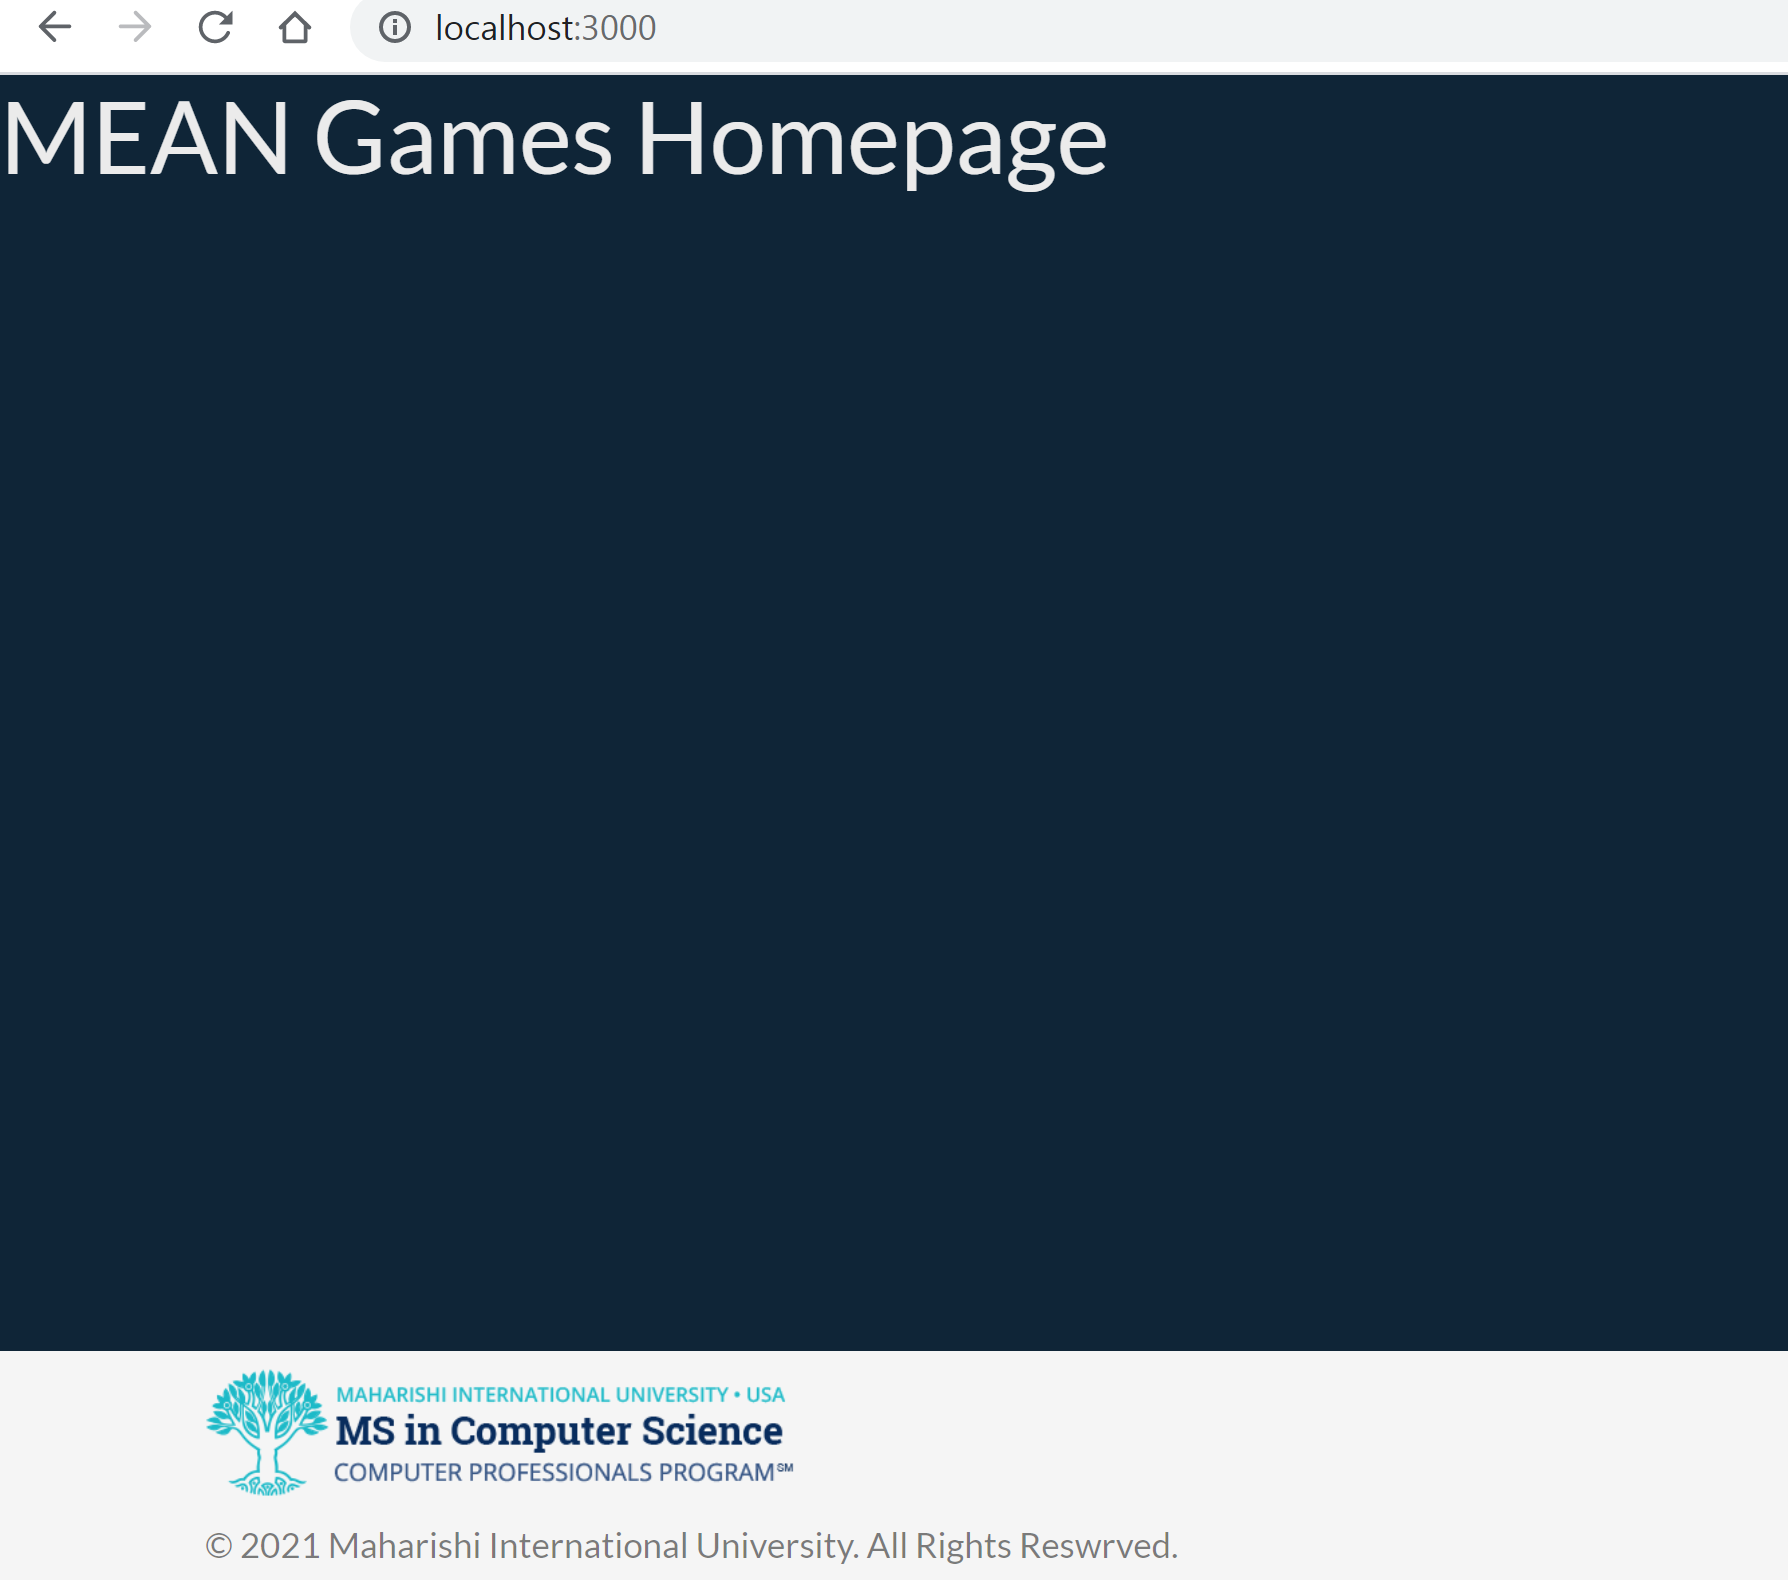 localhost:3000
MEAN Games Homepage
MAHARISHI INTERNATIONAL UNIVERSITY • USA
MS in Computer Science
COMPUTER PROFESSIONALS PROGRAM℠
© 2021 Maharishi International University. All Rights Reswrved.